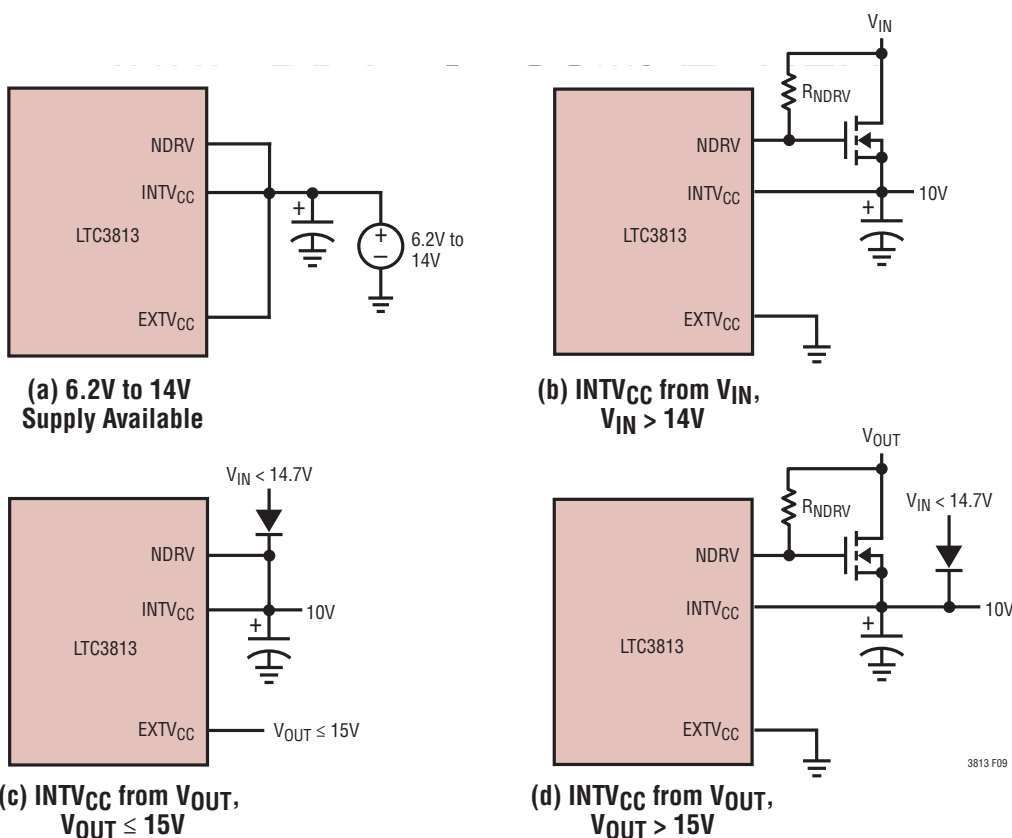 NDRV
INTVCC
LTC3813
+
+
–
6.2V to
14V
EXTVCC
(a) 6.2V to 14V
Supply Available
VIN
RNDRV
NDRV
INTVCC
10V
+
LTC3813
EXTVCC
(b) INTVCC from VIN,
VIN > 14V
VIN < 14.7V
NDRV
INTVCC
10V
+
LTC3813
EXTVCC
VOUT ≤ 15V
(c) INTVCC from VOUT,
VOUT ≤ 15V
VOUT
RNDRV
VIN < 14.7V
NDRV
INTVCC
10V
+
LTC3813
EXTVCC
3813 F09
(d) INTVCC from VOUT,
VOUT > 15V